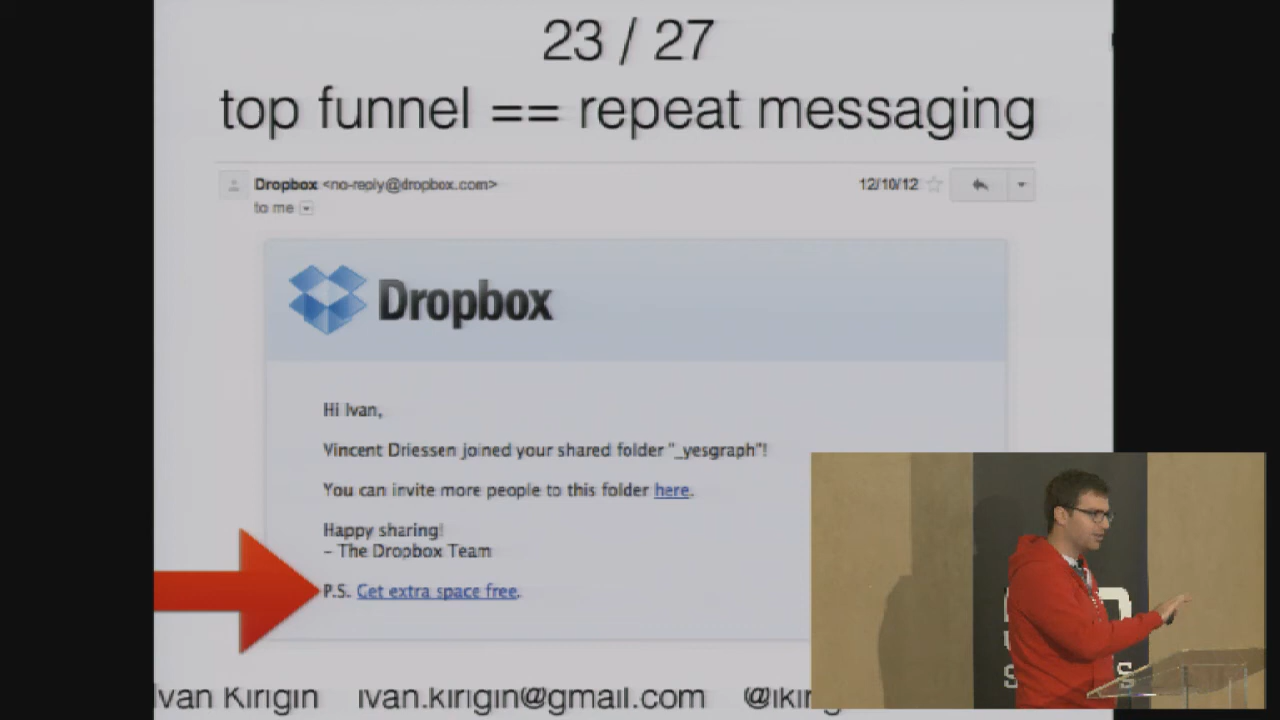 23 / 27
top funnel == repeat messaging
Dropbox <no-reply@dropbox.com>
12/10/12
to me
Dropbox
Hi Ivan,
Vincent Driessen joined your shared folder "_yesgraph"!
You can invite more people to this folder here.
Happy sharing!
– The Dropbox Team
P.S. Get extra space free.
Ivan Kirigin ivan.kirigin@gmail.com